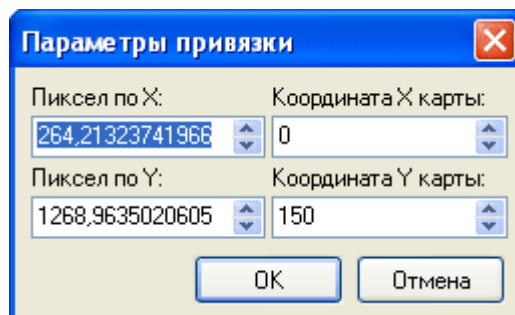 Параметры привязки
Пиксел по X: Координата X карты:
264,21323741966 0
Пиксел по Y: Координата Y карты:
1268,9635020605 150
OK Отмена